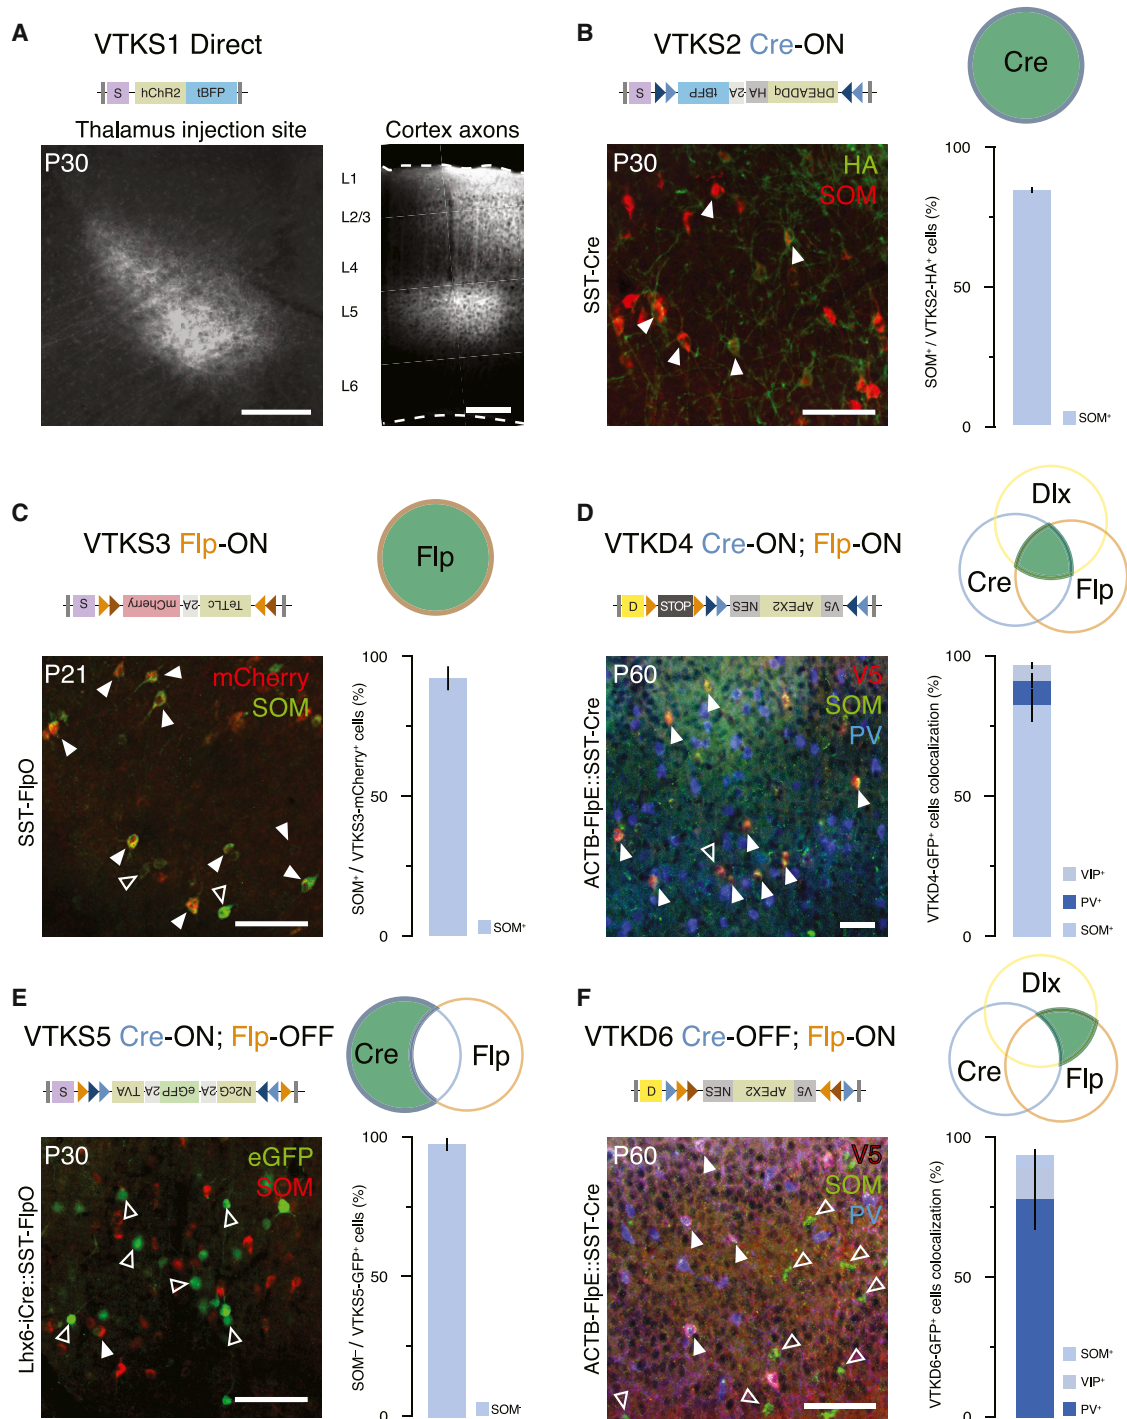 A
VTKS1 Direct
S hChR2 tBFP
Thalamus injection site
Cortex axons
P30
L1
L2/3
L4
L5
L6
B
VTKS2 Cre-ON
Cre
S tBFP 2A HA DREADDq
P30
HA
SOM
SST-Cre
SOM⁺ / VTKS2-HA⁺ cells (%)
100
50
0
SOM⁺
C
VTKS3 Flp-ON
Flp
S mCherry 2A TeTLc
P21
mCherry
SOM
SST-FlpO
SOM⁺ / VTKS3-mCherry⁺ cells (%)
100
50
0
SOM⁺
D
VTKD4 Cre-ON; Flp-ON
Dlx
Cre
Flp
D STOP NES APEX2 V5
P60
V5
SOM
PV
ACTB-FlpE::SST-Cre
VTKD4-GFP⁺ cells colocalization (%)
100
50
0
VIP⁺
PV⁺
SOM⁺
E
VTKS5 Cre-ON; Flp-OFF
Cre
Flp
S TVA 2A eGFP 2A N2cG
P30
eGFP
SOM
Lhx6-iCre::SST-FlpO
SOM⁻ / VTKS5-GFP⁺ cells (%)
100
50
0
SOM⁻
F
VTKD6 Cre-OFF; Flp-ON
Dlx
Cre
Flp
D NES APEX2 V5
P60
V5
SOM
PV
ACTB-FlpE::SST-Cre
VTKD6-GFP⁺ cells colocalization (%)
100
50
0
SOM⁺
VIP⁺
PV⁺